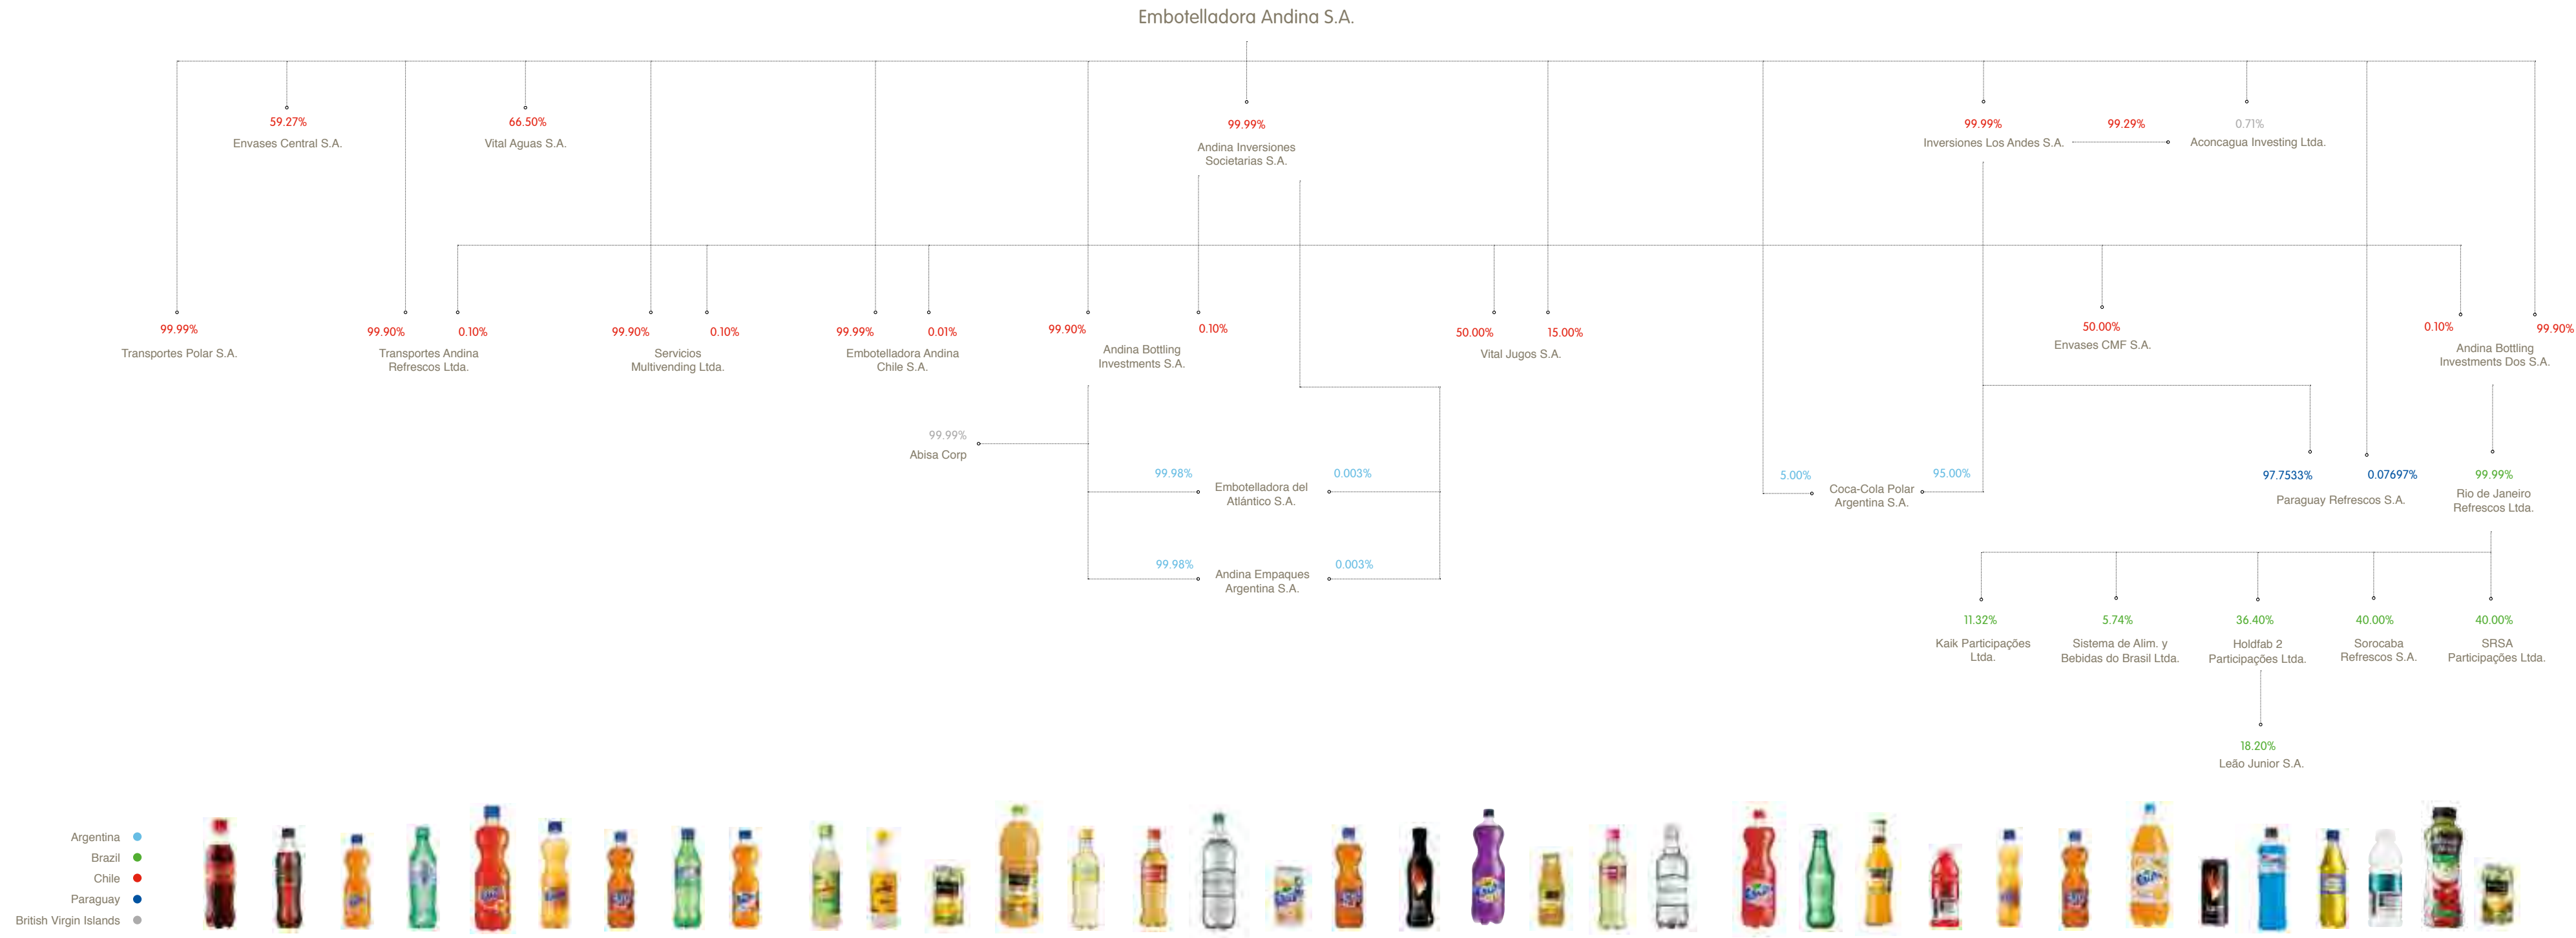 Embotelladora Andina S.A.
59.27%
Envases Central S.A.
66.50%
Vital Aguas S.A.
99.99%
Andina Inversiones
Societarias S.A.
99.99%
Inversiones Los Andes S.A.
99.29%
0.71%
Aconcagua Investing Ltda.
99.99%
Transportes Polar S.A.
99.90%
0.10%
Transportes Andina
Refrescos Ltda.
99.90%
0.10%
Servicios
Multivending Ltda.
99.99%
0.01%
Embotelladora Andina
Chile S.A.
99.90%
0.10%
Andina Bottling
Investments S.A.
50.00%
15.00%
Vital Jugos S.A.
50.00%
Envases CMF S.A.
0.10%
99.90%
Andina Bottling
Investment Dos S.A.
99.99%
Abisa Corp
99.98%
Embotelladora del
Atlántico S.A.
0.003%
99.98%
Andina Empaques
Argentina S.A.
0.003%
5.00%
Coca-Cola Polar
Argentina S.A.
95.00%
97.7533%
0.07697%
Paraguay Refrescos S.A.
99.99%
Rio de Janeiro
Refrescos Ltda.
11.32%
Kaik Participações
Ltda.
5.74%
Sistema de Alim. y
Bebidas do Brasil Ltda.
36.40%
Holdfab 2
Participações Ltda.
40.00%
Sorocaba
Refrescos S.A.
40.00%
SRSA
Participações Ltda.
18.20%
Leão Junior S.A.
Argentina
Brazil
Chile
Paraguay
British Virgin Islands